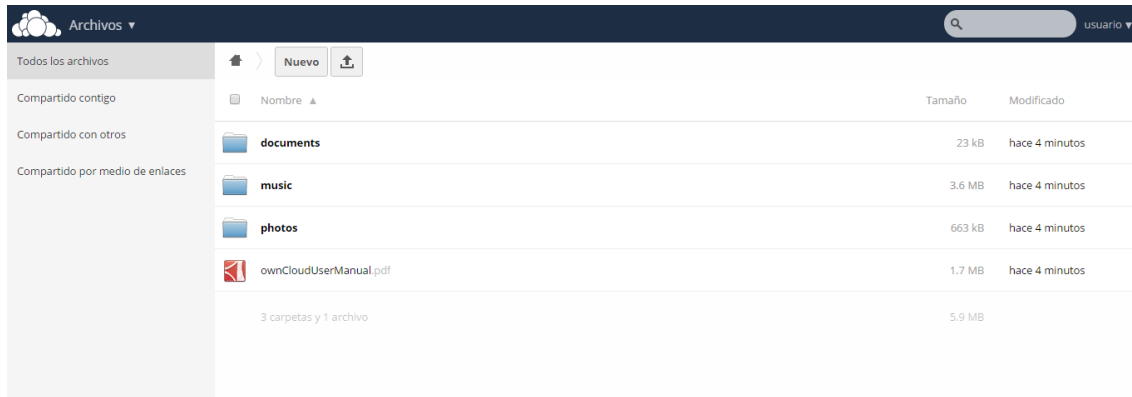 Archivos ▼
usuario ▼
Todos los archivos
Compartido contigo
Compartido con otros
Compartido por medio de enlaces
Nuevo
Nombre ▲ Tamaño Modificado
documents 23 kB hace 4 minutos
music 3.6 MB hace 4 minutos
photos 663 kB hace 4 minutos
ownCloudUserManual.pdf 1.7 MB hace 4 minutos
3 carpetas y 1 archivo 5.9 MB